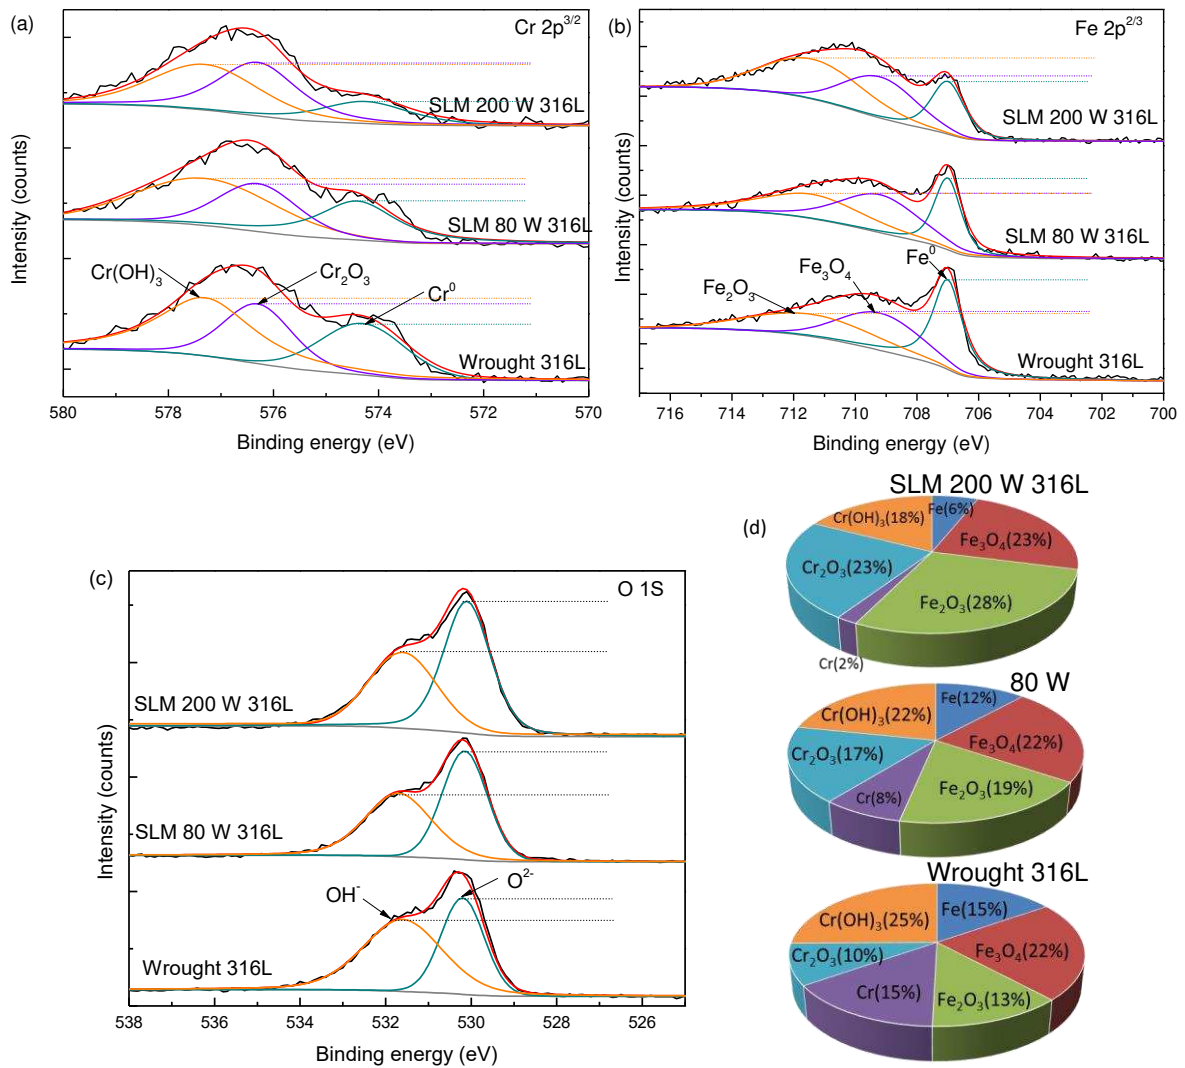 (a)
Cr 2p3/2
SLM 200 W 316L
SLM 80 W 316L
Cr(OH)3
Cr2O3
Cr0
Wrought 316L
Intensity (counts)
580 578 576 574 572 570
Binding energy (eV)
(b)
Fe 2p2/3
SLM 200 W 316L
SLM 80 W 316L
Fe0
Fe3O4
Fe2O3
Wrought 316L
Intensity (counts)
716 714 712 710 708 706 704 702 700
Binding energy (eV)
(c)
O 1S
SLM 200 W 316L
SLM 80 W 316L
OH-
O2-
Wrought 316L
Intensity (counts)
538 536 534 532 530 528 526
Binding energy (eV)
(d)
SLM 200 W 316L
Cr(OH)3(18%)
Fe(6%)
Fe3O4(23%)
Cr2O3(23%)
Fe2O3(28%)
Cr(2%)
80 W
Cr(OH)3(22%)
Fe(12%)
Fe3O4(22%)
Cr2O3(17%)
Fe2O3(19%)
Cr(8%)
Wrought 316L
Cr(OH)3(25%)
Fe(15%)
Fe3O4(22%)
Cr2O3(10%)
Cr(15%)
Fe2O3(13%)